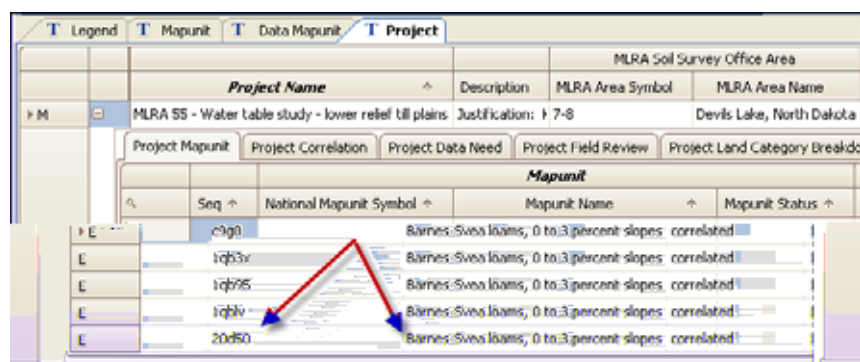 T Legend T Mapunit T Data Mapunit T Project
MLRA Soil Survey Office Area
Project Name Description MLRA Area Symbol MLRA Area Name
M MLRA 55 - Water table study - lower relief till plains Justification: 7-8 Devils Lake, North Dakota
Project Mapunit Project Correlation Project Data Need Project Field Review Project Land Category Breakdo
Mapunit
Seq National Mapunit Symbol Mapunit Name Mapunit Status
E c9g0 Barnes-Svea loams, 0 to 3 percent slopes correlated
E 1qb3v Barnes-Svea loams, 0 to 3 percent slopes correlated
E 1qb95 Barnes-Svea loams, 0 to 3 percent slopes correlated
E 1qblv Barnes-Svea loams, 0 to 3 percent slopes correlated
E 20d50 Barnes-Svea loams, 0 to 3 percent slopes correlated